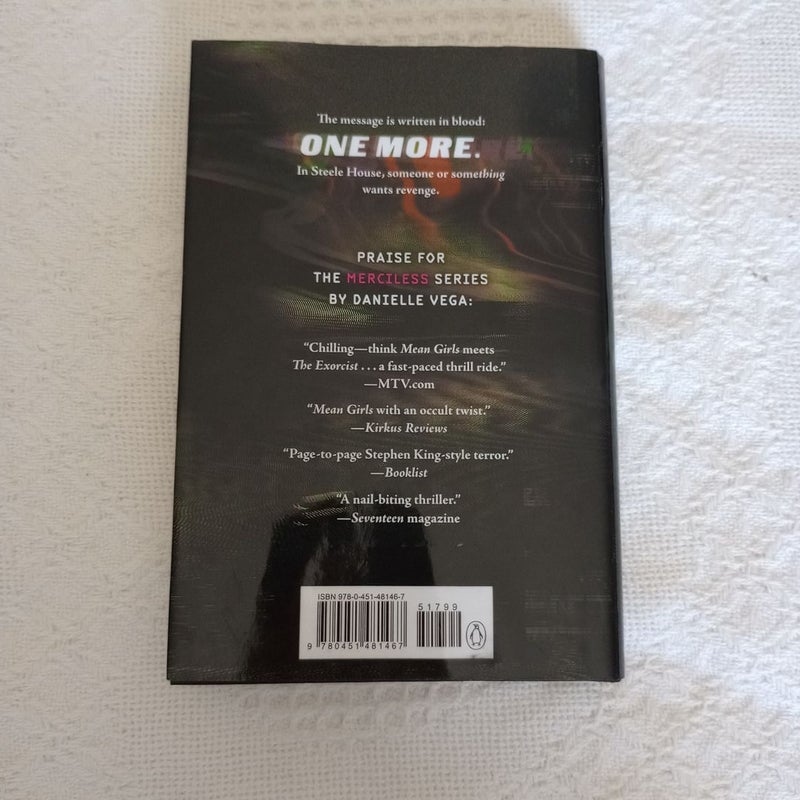 The message is written in blood:
ONE MORE.
In Steele House, someone or something
wants revenge.
PRAISE FOR
THE MERCILESS SERIES
BY DANIELLE VEGA:
“Chilling—think Mean Girls meets
The Exorcist . . . a fast-paced thrill ride.”
—MTV.com
“Mean Girls with an occult twist.”
—Kirkus Reviews
“Page-to-page Stephen King-style terror.”
—Booklist
“A nail-biting thriller.”
—Seventeen magazine
ISBN 978-0-451-48146-7
51799
9 780451 481467